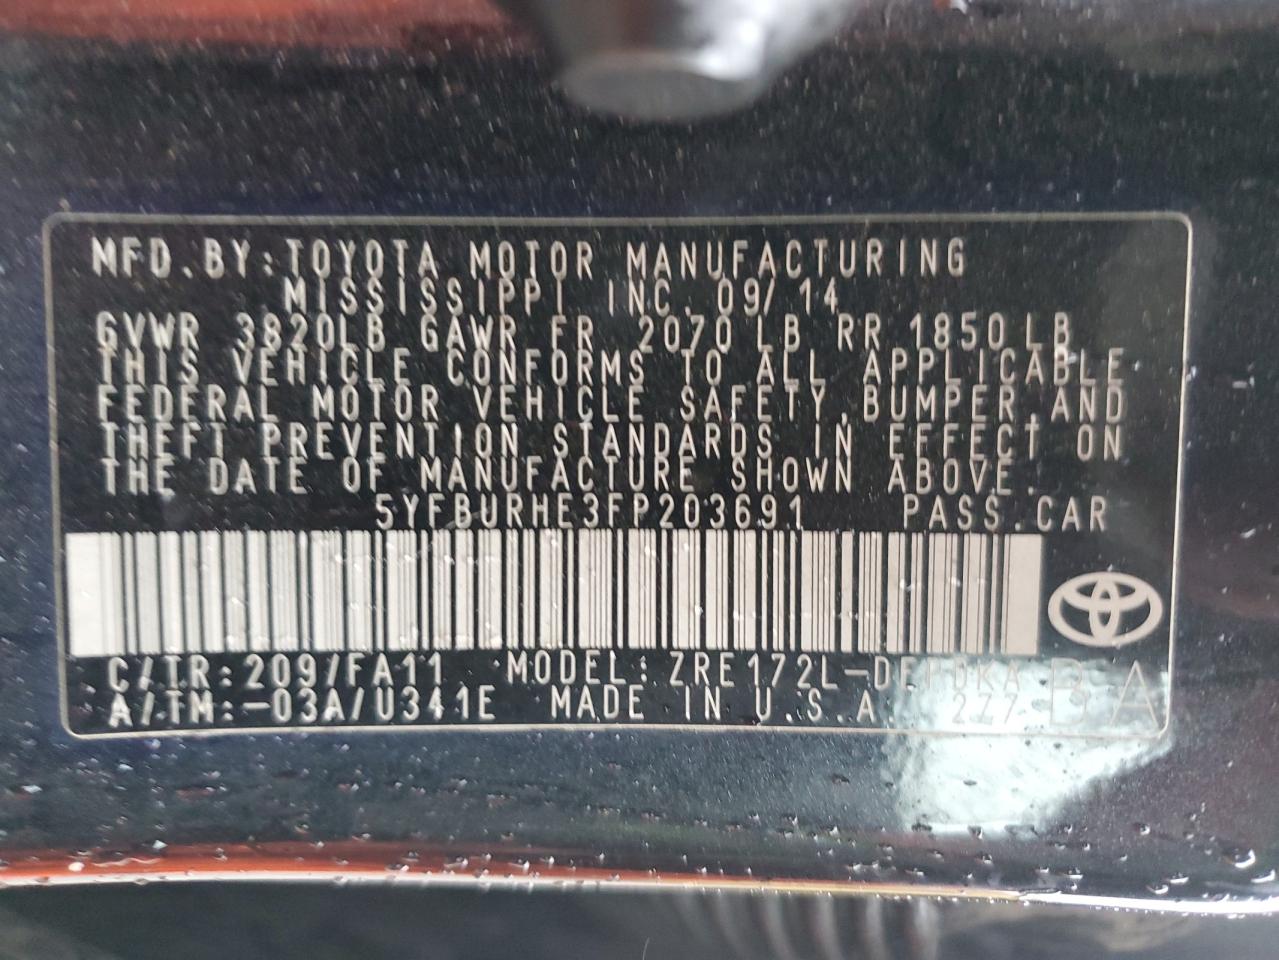 MFD.BY:TOYOTA MOTOR MANUFACTURING
MISSISSIPPI INC. 09/14
GVWR 3820LB GAWR FR 2070LB RR 1850LB
THIS VEHICLE CONFORMS TO ALL APPLICABLE
FEDERAL MOTOR VEHICLE SAFETY,BUMPER,AND
THEFT PREVENTION STANDARDS IN EFFECT ON
THE DATE OF MANUFACTURE SHOWN ABOVE.
5YFBURHE3FP203691 PASS.CAR
C/TR:209/FA11 MODEL:
A/TM:-03A/U341E MADE IN U.S.A 2Z7 BA